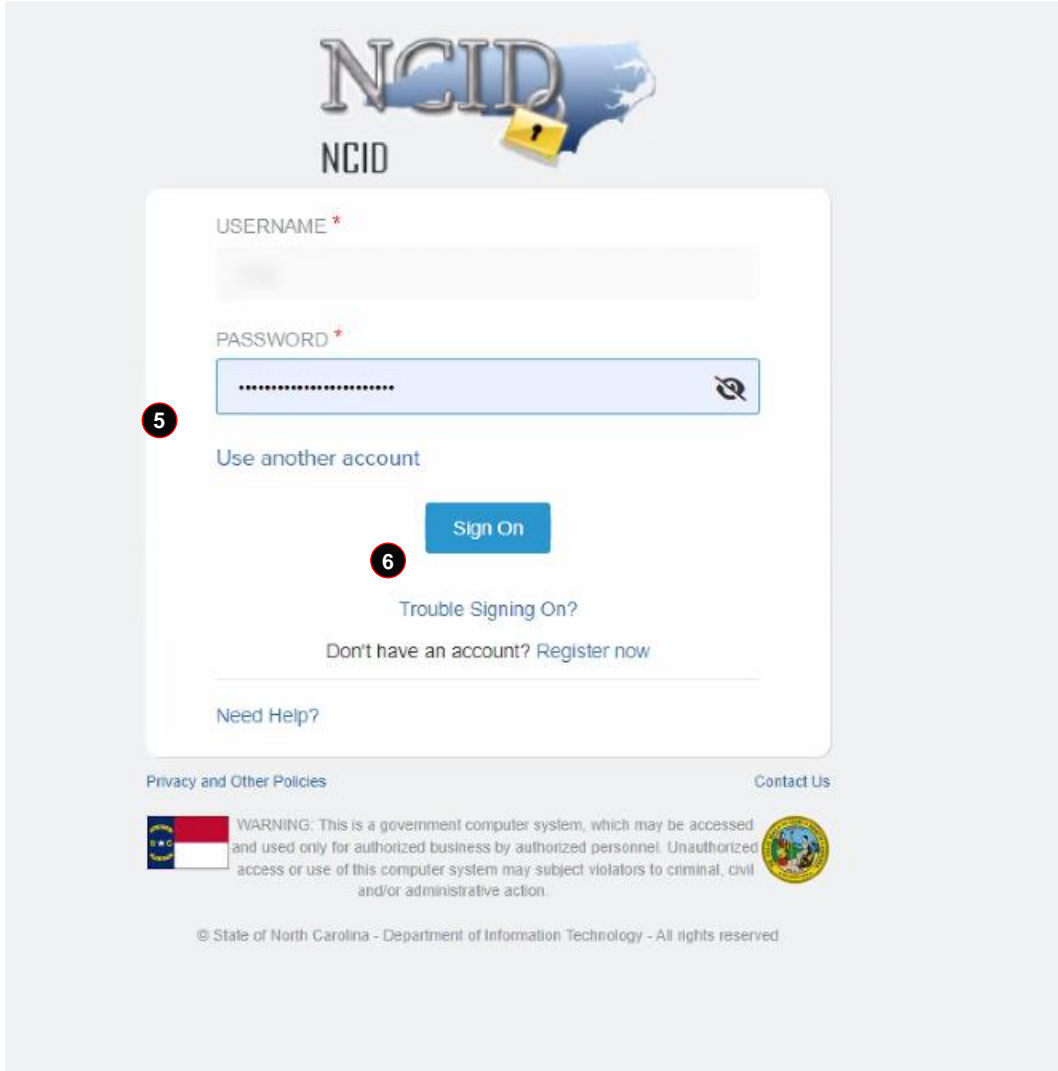 NCID
NCID
USERNAME *
PASSWORD *
5
Use another account
Sign On
6
Trouble Signing On?
Don't have an account? Register now
Need Help?
Privacy and Other Policies
Contact Us
WARNING: This is a government computer system, which may be accessed
and used only for authorized business by authorized personnel. Unauthorized
access or use of this computer system may subject violators to criminal, civil
and/or administrative action.
© State of North Carolina - Department of Information Technology - All rights reserved